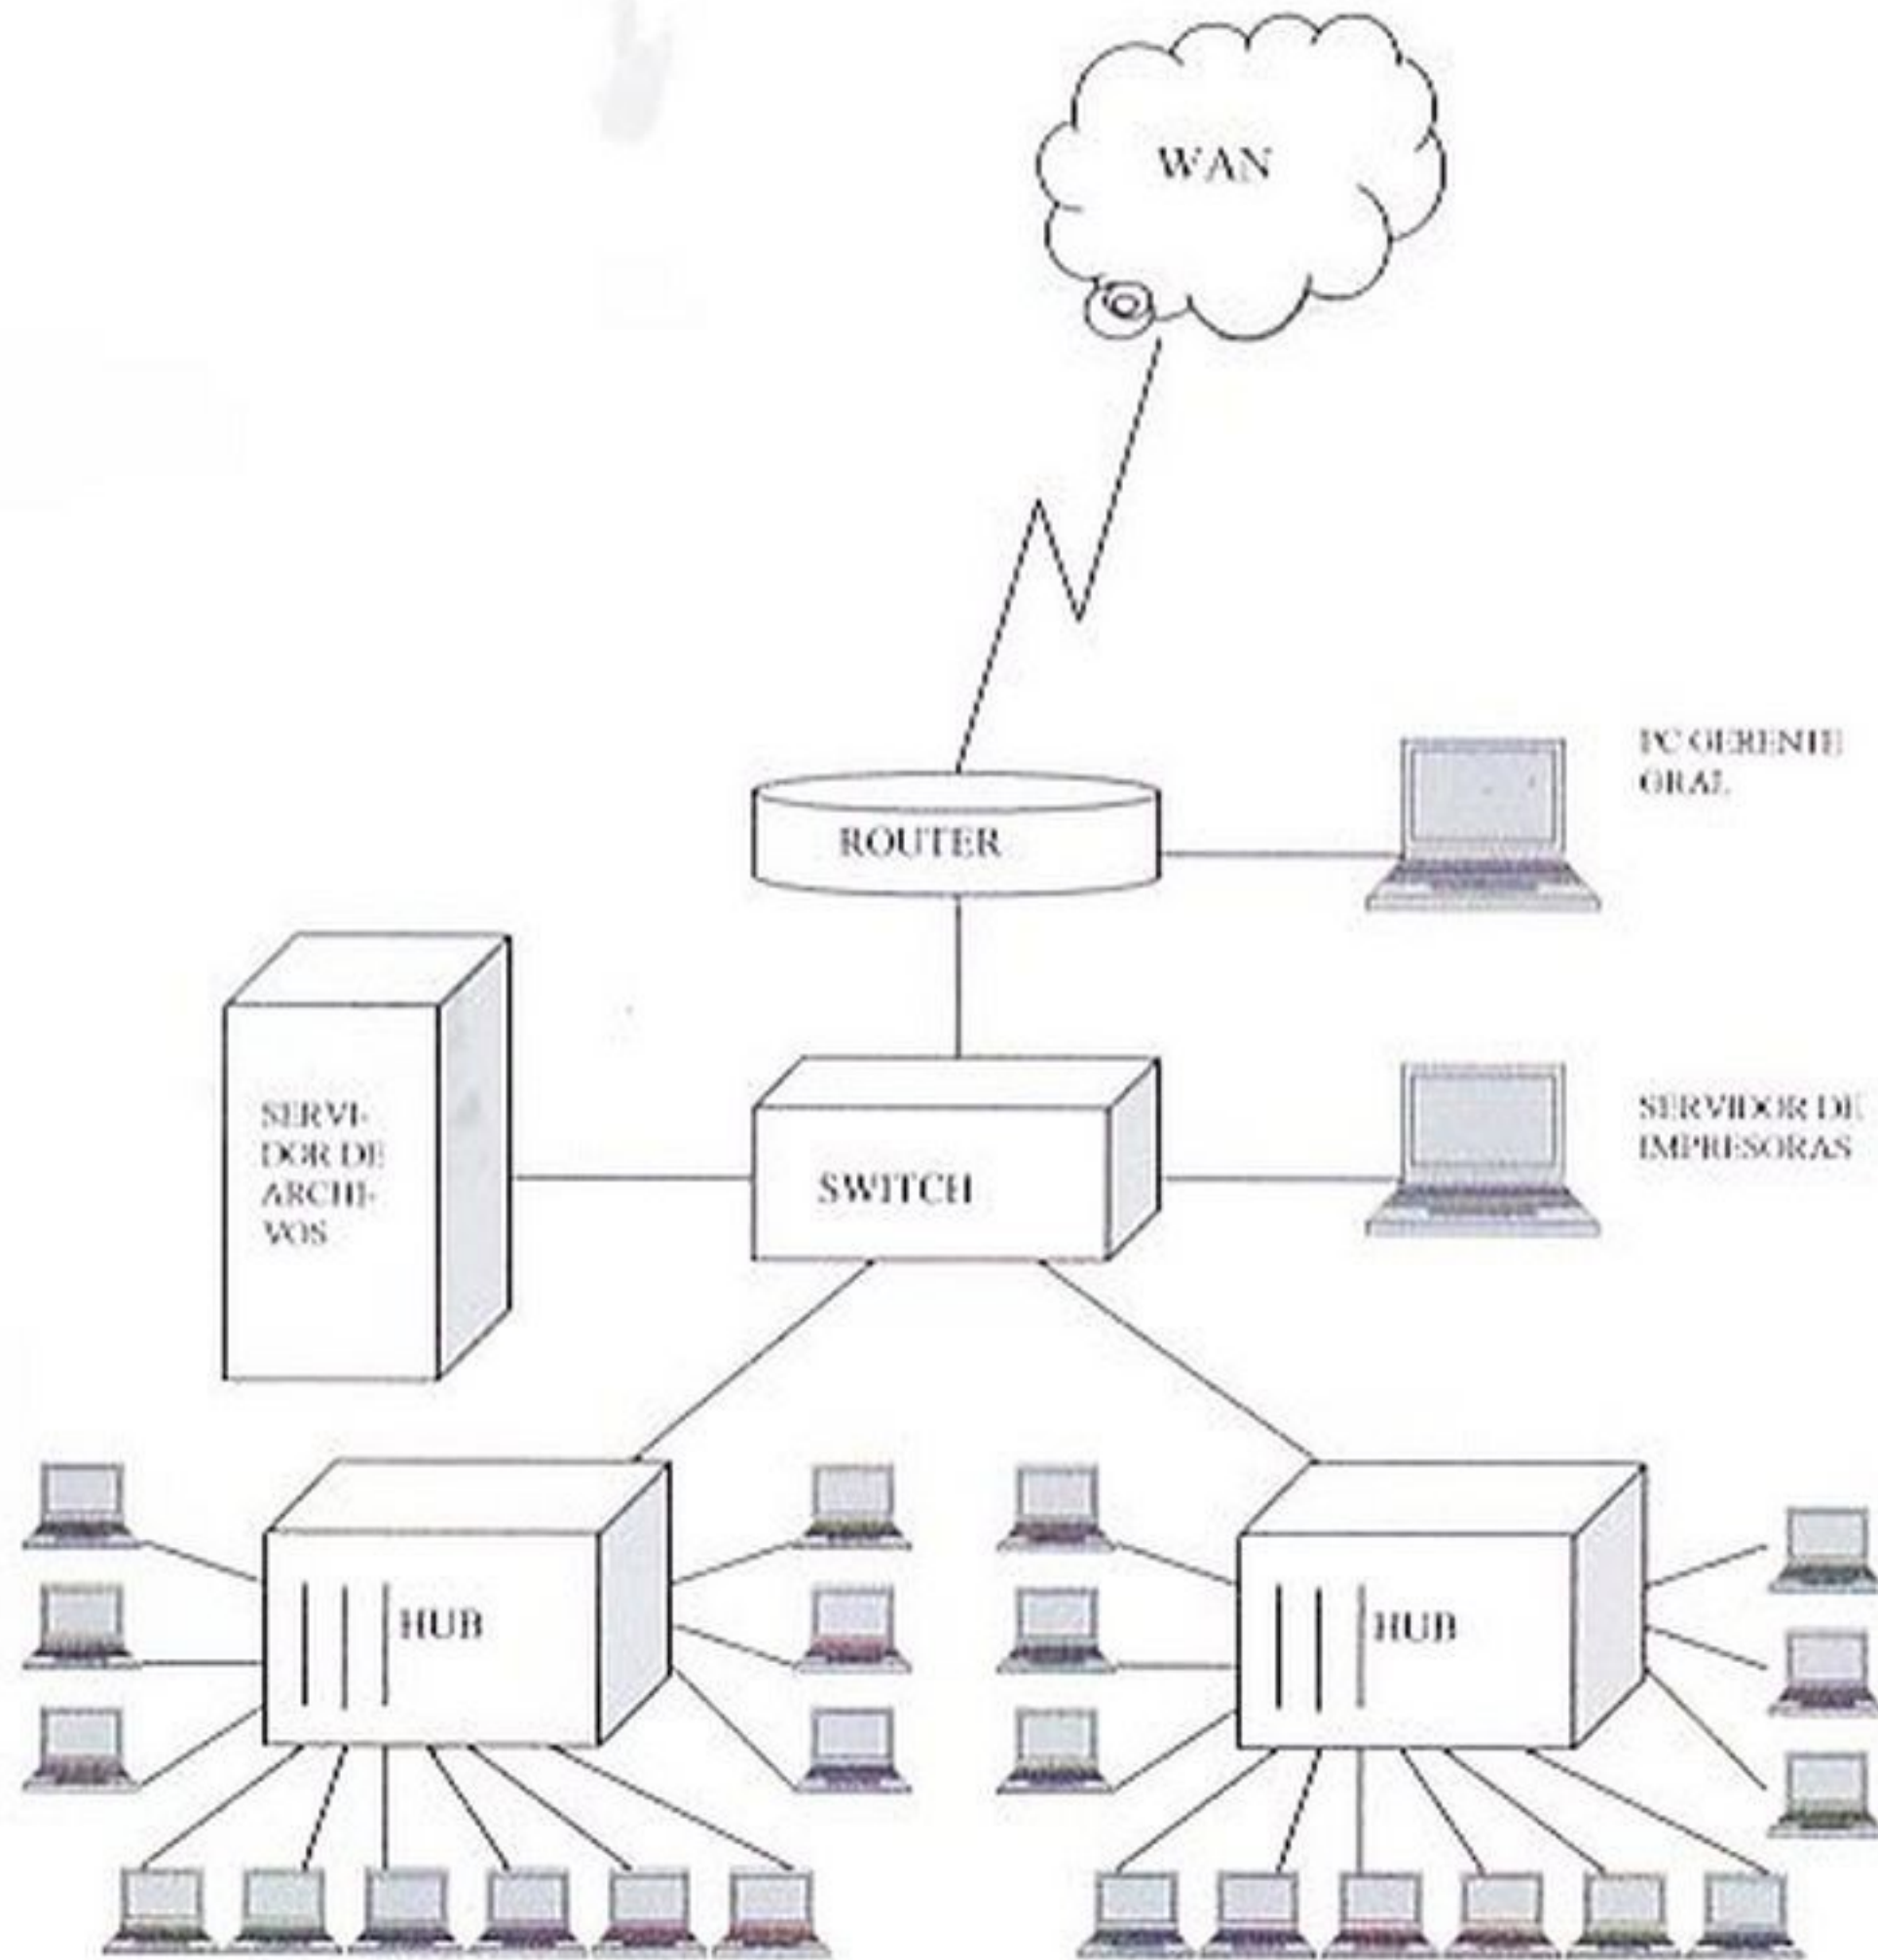 WAN
PC GERENTE
GRAL
ROUTER
SERVI-
DOR DE
ARCHI-
VOS
SWITCH
SERVIDOR DE
IMPRESORAS
HUB
HUB